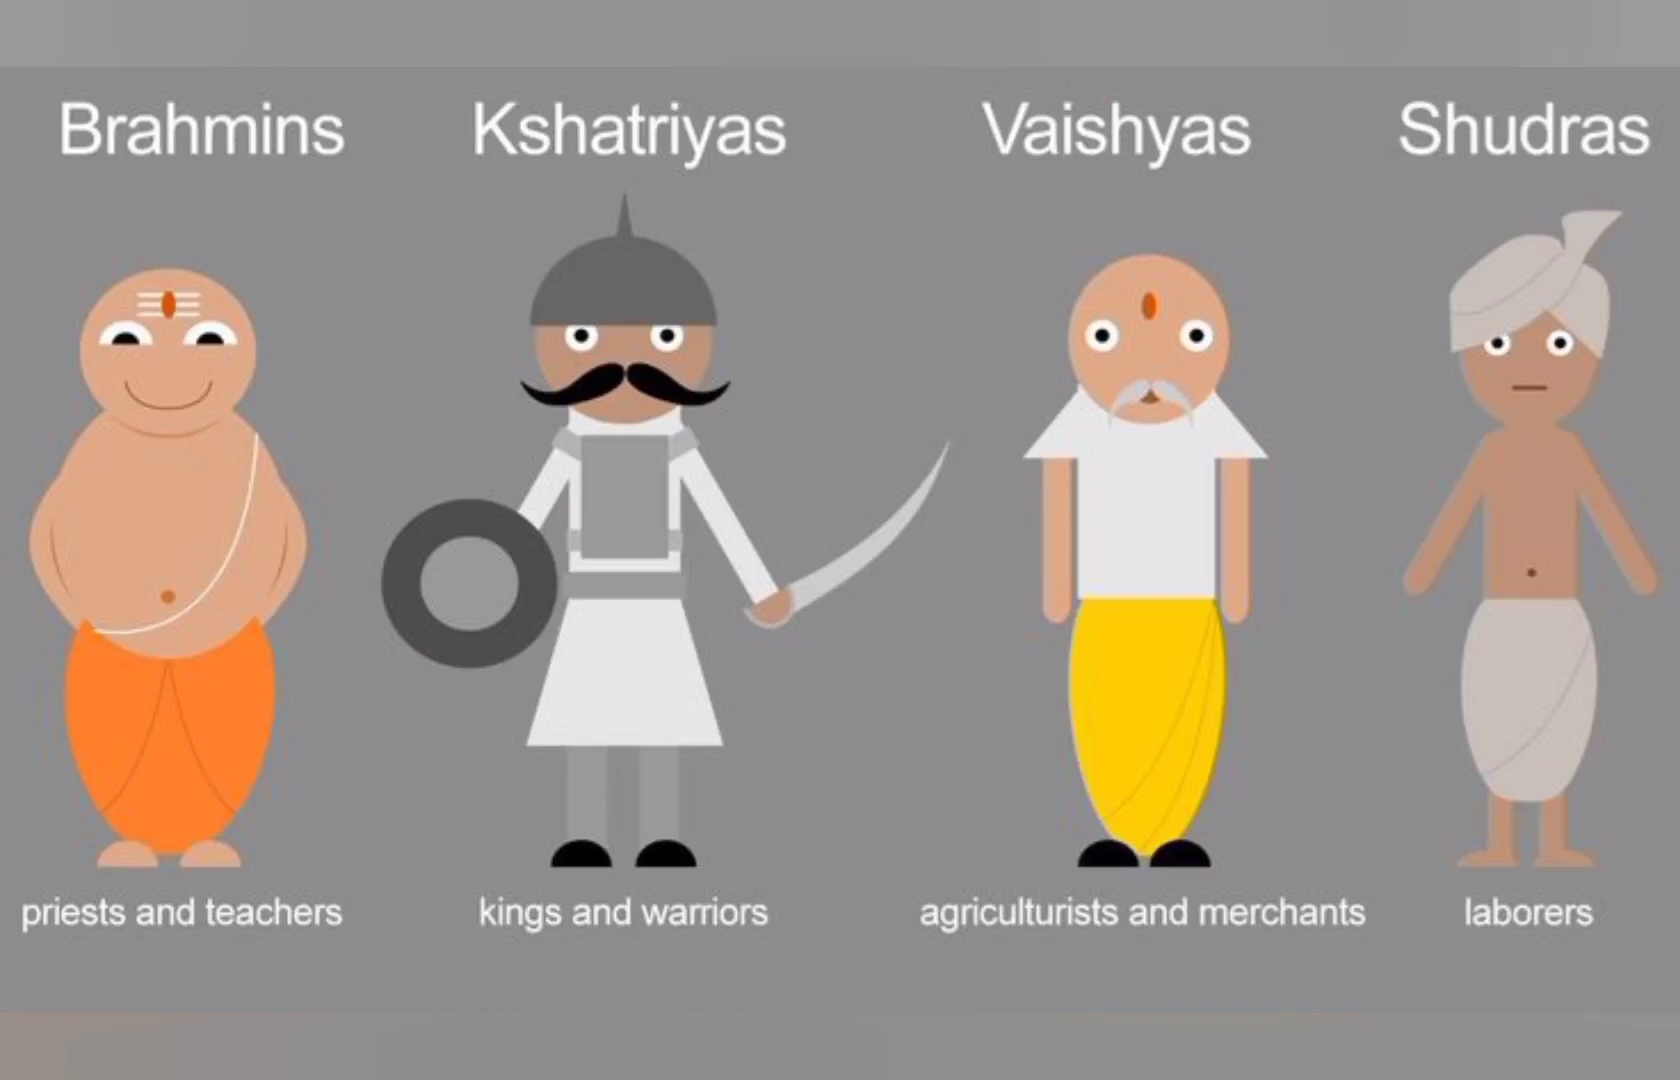 Brahmins
Kshatriyas
Vaishyas
Shudras
priests and teachers
kings and warriors
agriculturists and merchants
laborers